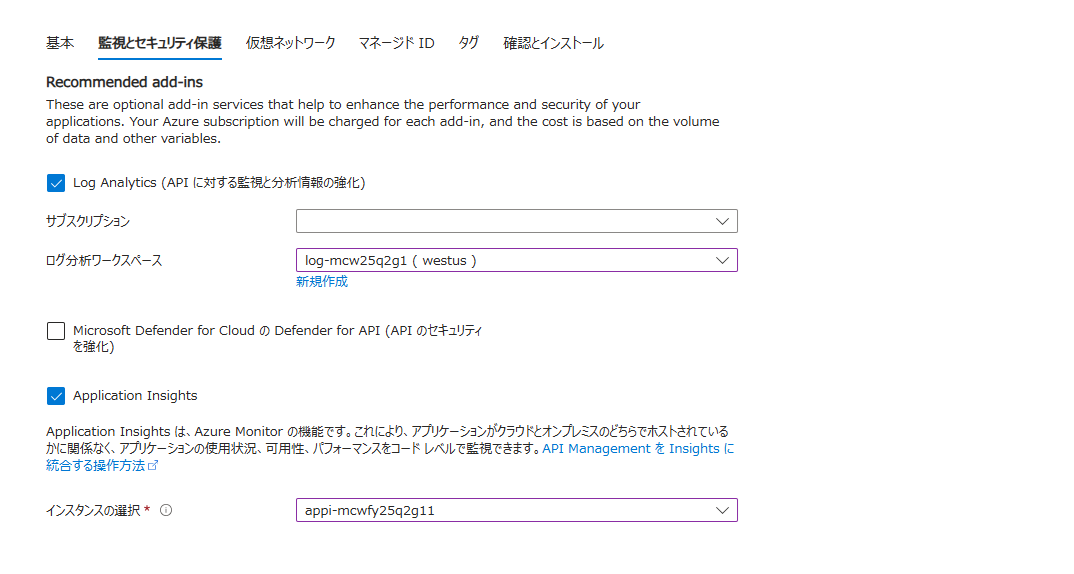 基本 監視とセキュリティ保護 仮想ネットワーク マネージド ID タグ 確認とインストール
Recommended add-ins
These are optional add-in services that help to enhance the performance and security of your
applications. Your Azure subscription will be charged for each add-in, and the cost is based on the volume
of data and other variables.
Log Analytics (API に対する監視と分析情報の強化)
サブスクリプション
ログ分析ワークスペース log-mcw25q2g1 ( westus )
新規作成
Microsoft Defender for Cloud の Defender for API (API のセキュリティ
を強化)
Application Insights
Application Insights は、Azure Monitor の機能です。これにより、アプリケーションがクラウドとオンプレミスのどちらでホストされている
かに関係なく、アプリケーションの使用状況、可用性、パフォーマンスをコード レベルで監視できます。API Management を Insights に
統合する操作方法
インスタンスの選択 * appi-mcwfy25q2g11